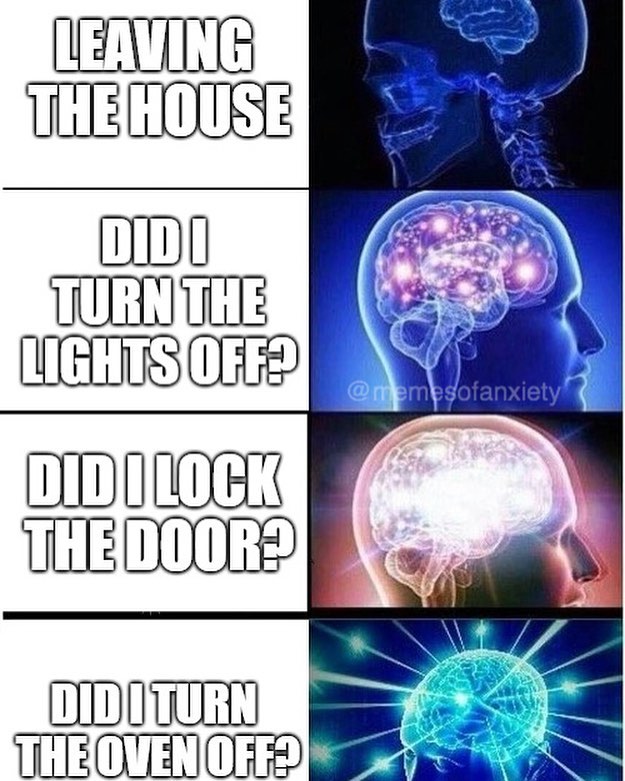 LEAVING
THE HOUSE
DID I
TURN THE
LIGHTS OFF?
@memesofanxiety
DID I LOCK
THE DOOR?
DID I TURN
THE OVEN OFF?